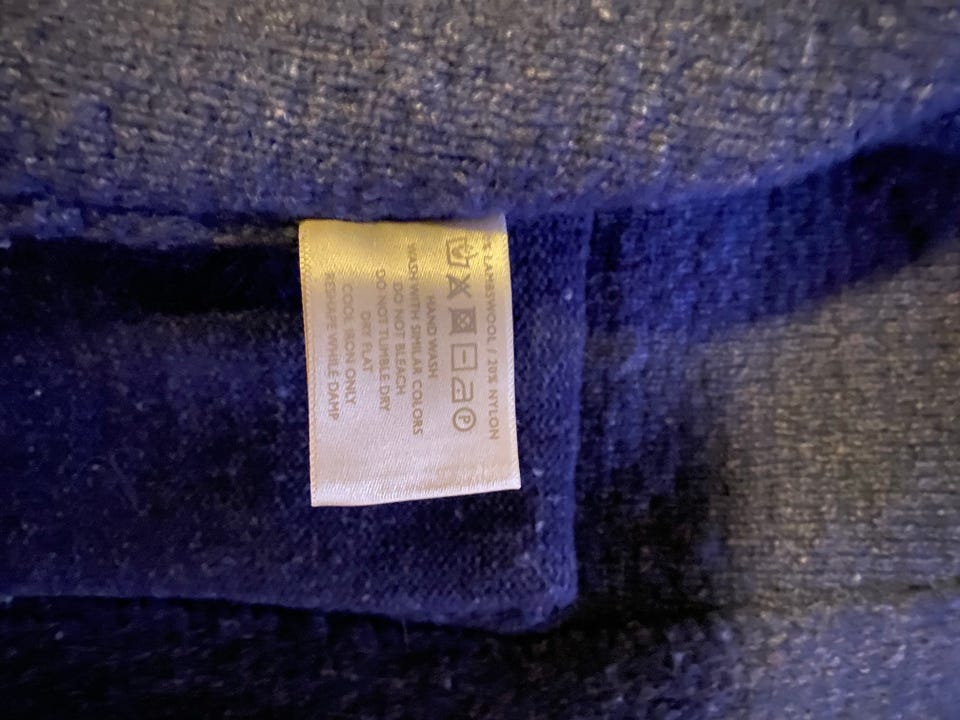 % LAMBSWOOL / 20% NYLON
P
HAND WASH
WASH WITH SIMILAR COLORS
DO NOT BLEACH
DO NOT TUMBLE DRY
DRY FLAT
COOL IRON ONLY
RESHAPE WHILE DAMP